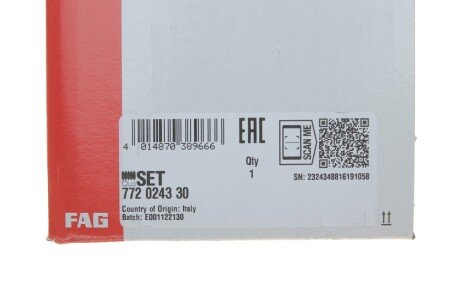 4 014870 389666
EAC
Qty
1
SCAN ME
SN: 2324348816191058
SET
772 0243 30
Country of Origin: Italy
Batch: E001122130
FAG